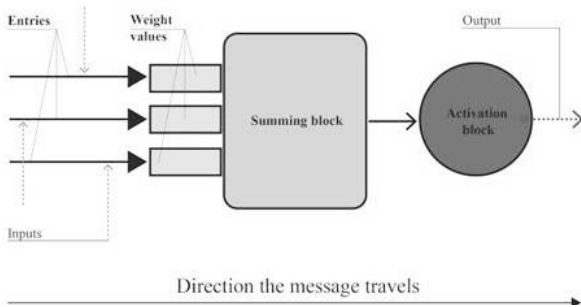 Entries
Weight
values
Output
Summing block
Activation
block
Inputs
Direction the message travels